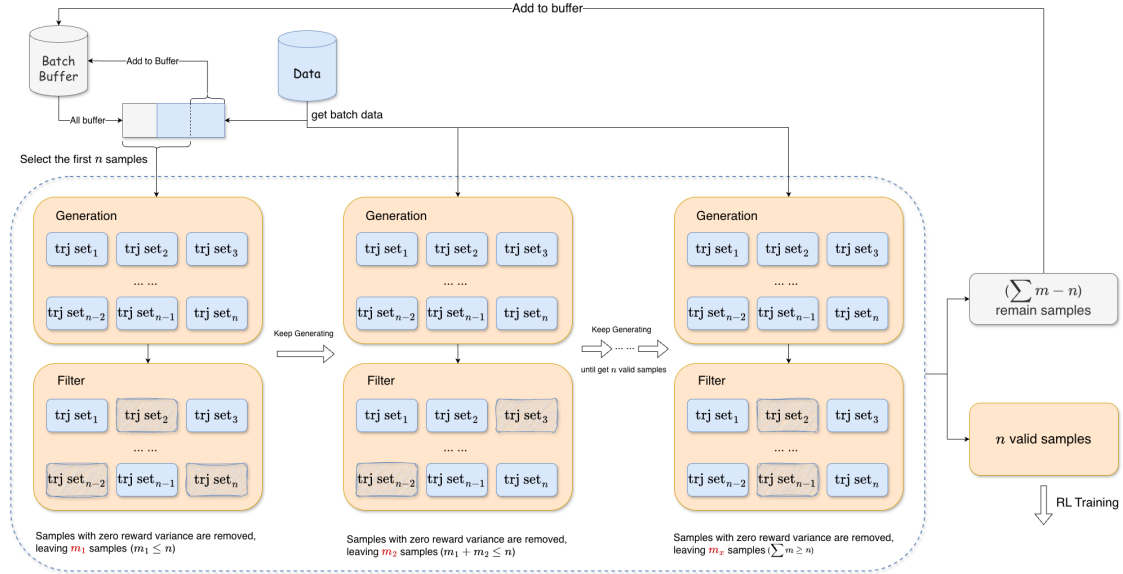 Add to buffer
Batch
Buffer
Add to Buffer
Data
All buffer
get batch data
Select the first n samples
Generation
trj set₁ trj set₂ trj set₃
... ...
trj setₙ₋₂ trj setₙ₋₁ trj setₙ
Filter
trj set₁ trj set₂ trj set₃
... ...
trj setₙ₋₂ trj setₙ₋₁ trj setₙ
Samples with zero reward variance are removed,
leaving m₁ samples (m₁ ≤ n)
Keep Generating
Generation
trj set₁ trj set₂ trj set₃
... ...
trj setₙ₋₂ trj setₙ₋₁ trj setₙ
Filter
trj set₁ trj set₂ trj set₃
... ...
trj setₙ₋₂ trj setₙ₋₁ trj setₙ
Samples with zero reward variance are removed,
leaving m₂ samples (m₁ + m₂ ≤ n)
Keep Generating
... ...
until get n valid samples
Generation
trj set₁ trj set₂ trj set₃
... ...
trj setₙ₋₂ trj setₙ₋₁ trj setₙ
Filter
trj set₁ trj set₂ trj set₃
... ...
trj setₙ₋₂ trj setₙ₋₁ trj setₙ
Samples with zero reward variance are removed,
leaving mₓ samples (∑ m ≥ n)
(∑ m − n)
remain samples
n valid samples
RL Training